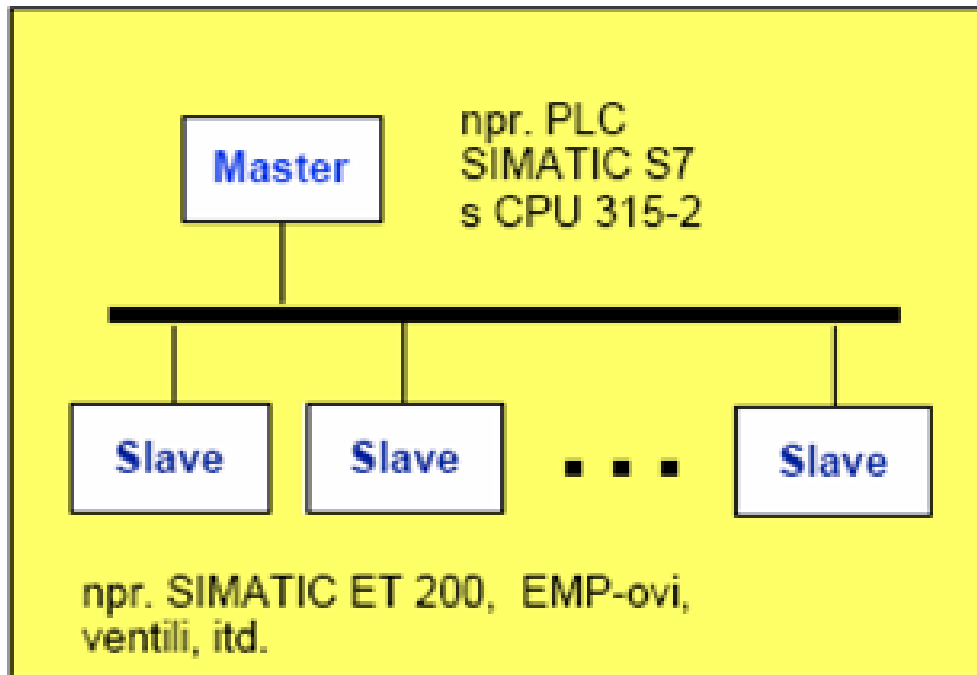 Master
npr. PLC
SIMATIC S7
s CPU 315-2
Slave
Slave
Slave
npr. SIMATIC ET 200, EMP-ovi,
ventili, itd.